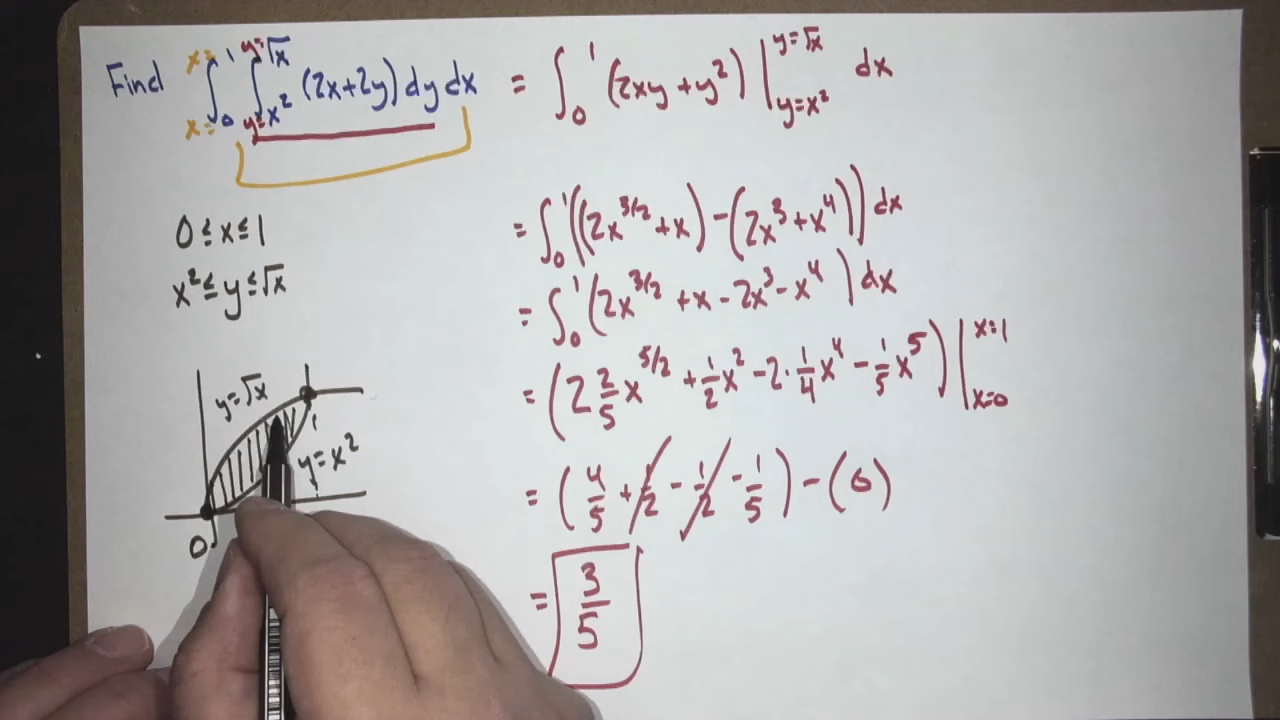 Find ∫₀¹ ∫_{x²}^{√x} (2x+2y) dy dx = ∫₀¹ (2xy + y²) |_{y=x²}^{y=√x} dx
x= y=
x= y=
0 ≤ x ≤ 1
x² ≤ y ≤ √x
= ∫₀¹ ((2x^{3/2} + x) - (2x³ + x⁴)) dx
= ∫₀¹ (2x^{3/2} + x - 2x³ - x⁴) dx
= (2 2/5 x^{5/2} + 1/2 x² - 2·1/4 x⁴ - 1/5 x⁵) |_{x=0}^{x=1}
= (4/5 + 1/2 - 1/2 - 1/5) - (0)
= 3/5
y=√x
1
y=x²
0